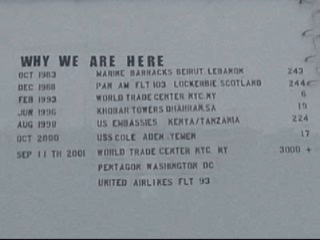 WHY WE ARE HERE
OCT 1983 MARINE BARRACKS BEIRUT, LEBANON 243
DEC 1988 PAN AM FLT 103 LOCKERBIE SCOTLAND 244
FEB 1993 WORLD TRADE CENTER NYC. NY 6
JUN 1996 KHOBAR TOWERS DHAHRAN, SA 19
AUG 1998 US EMBASSIES KENYA/TANZANIA 224
OCT 2000 USS COLE ADEN, YEMEN 17
SEP 11 TH 2001 WORLD TRADE CENTER NYC. NY 3000 +
PENTAGON WASHINGTON DC
UNITED AIRLINES FLT 93